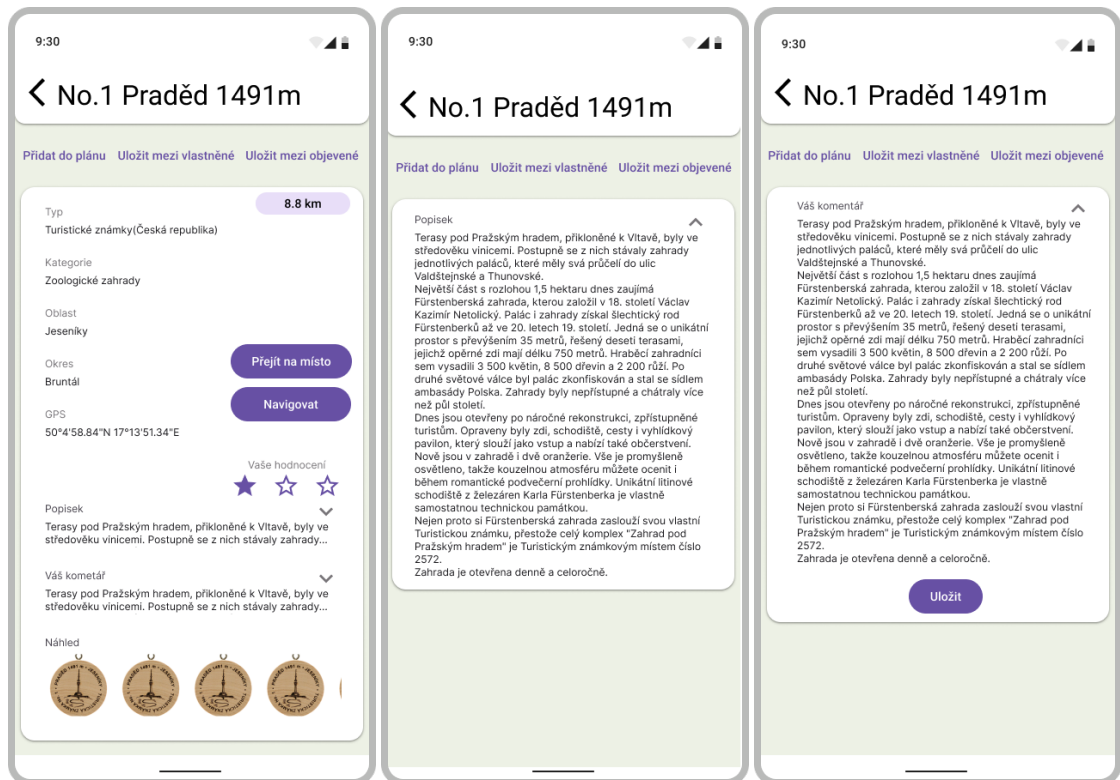 9:30
No.1 Praděd 1491m
Přidat do plánu Uložit mezi vlastněné Uložit mezi objevené
8.8 km
Typ
Turistické známky(Česká republika)
Kategorie
Zoologické zahrady
Oblast
Jeseníky
Okres
Bruntál
Přejít na místo
Navigovat
GPS
50°4'58.84"N 17°13'51.34"E
Vaše hodnocení
Popisek
Terasy pod Pražským hradem, přikloněné k Vltavě, byly ve
středověku vinicemi. Postupně se z nich stávaly zahrady...
Váš kometář
Terasy pod Pražským hradem, přikloněné k Vltavě, byly ve
středověku vinicemi. Postupně se z nich stávaly zahrady...
Náhled
9:30
No.1 Praděd 1491m
Přidat do plánu Uložit mezi vlastněné Uložit mezi objevené
Popisek
Terasy pod Pražským hradem, přikloněné k Vltavě, byly ve
středověku vinicemi. Postupně se z nich stávaly zahrady
jednotlivých paláců, které měly svá průčelí do ulic
Valdštejnské a Thunovské.
Největší část s rozlohou 1,5 hektaru dnes zaujímá
Fürstenberská zahrada, kterou založil v 18. století Václav
Kazimír Netolický. Palác i zahrady získal šlechtický rod
Fürstenberků až ve 20. letech 19. století. Jedná se o unikátní
prostor s převýšením 35 metrů, řešený deseti terasami,
jejichž opěrné zdi mají délku 750 metrů. Hraběcí zahradníci
sem vysadili 3 500 květin, 8 500 dřevin a 2 200 růží. Po
druhé světové válce byl palác zkonfiskován a stal se sídlem
ambasády Polska. Zahrady byly nepřístupné a chátraly více
než půl století.
Dnes jsou otevřeny po náročné rekonstrukci, zpřístupněné
turistům. Opraveny byly zdi, schodiště, cesty i vyhlídkový
pavilon, který slouží jako vstup a nabízí také občerstvení.
Nově jsou v zahradě i dvě oranžerie. Vše je promyšleně
osvětleno, takže kouzelnou atmosféru můžete ocenit i
během romantické podvečerní prohlídky. Unikátní litinové
schodiště z železáren Karla Fürstenberka je vlastně
samostatnou technickou památkou.
Nejen proto si Fürstenberská zahrada zaslouží svou vlastní
Turistickou známku, přestože celý komplex "Zahrad pod
Pražským hradem" je Turistickým známkovým místem číslo
2572.
Zahrada je otevřena denně a celoročně.
9:30
No.1 Praděd 1491m
Přidat do plánu Uložit mezi vlastněné Uložit mezi objevené
Váš komentář
Terasy pod Pražským hradem, přikloněné k Vltavě, byly ve
středověku vinicemi. Postupně se z nich stávaly zahrady
jednotlivých paláců, které měly svá průčelí do ulic
Valdštejnské a Thunovské.
Největší část s rozlohou 1,5 hektaru dnes zaujímá
Fürstenberská zahrada, kterou založil v 18. století Václav
Kazimír Netolický. Palác i zahrady získal šlechtický rod
Fürstenberků až ve 20. letech 19. století. Jedná se o unikátní
prostor s převýšením 35 metrů, řešený deseti terasami,
jejichž opěrné zdi mají délku 750 metrů. Hraběcí zahradníci
sem vysadili 3 500 květin, 8 500 dřevin a 2 200 růží. Po
druhé světové válce byl palác zkonfiskován a stal se sídlem
ambasády Polska. Zahrady byly nepřístupné a chátraly více
než půl století.
Dnes jsou otevřeny po náročné rekonstrukci, zpřístupněné
turistům. Opraveny byly zdi, schodiště, cesty i vyhlídkový
pavilon, který slouží jako vstup a nabízí také občerstvení.
Nově jsou v zahradě i dvě oranžerie. Vše je promyšleně
osvětleno, takže kouzelnou atmosféru můžete ocenit i
během romantické podvečerní prohlídky. Unikátní litinové
schodiště z železáren Karla Fürstenberka je vlastně
samostatnou technickou památkou.
Nejen proto si Fürstenberská zahrada zaslouží svou vlastní
Turistickou známku, přestože celý komplex "Zahrad pod
Pražským hradem" je Turistickým známkovým místem číslo
2572.
Zahrada je otevřena denně a celoročně.
Uložit